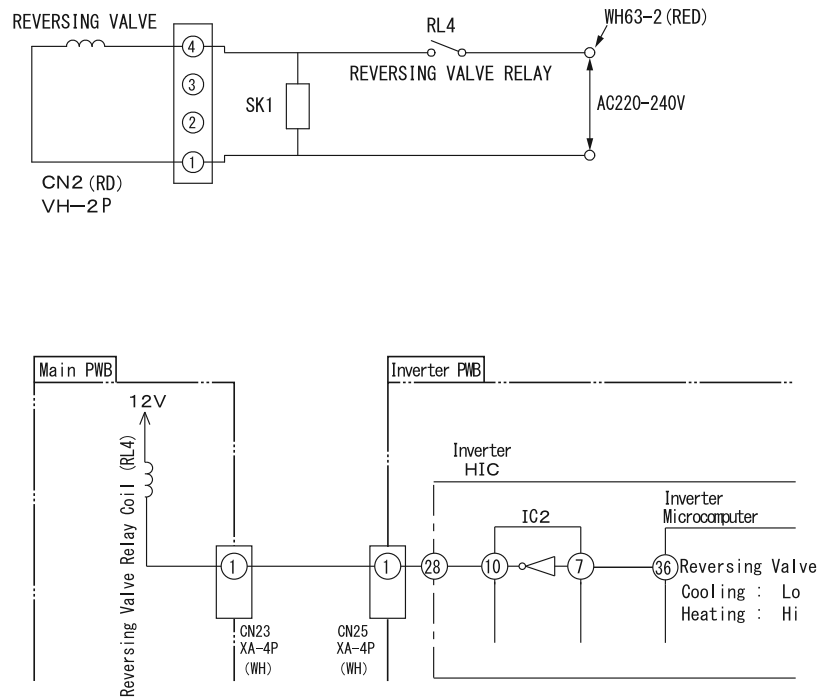 REVERSING VALVE
RL4
WH63-2 (RED)
4
3
2
1
SK1
REVERSING VALVE RELAY
AC220-240V
CN2 (RD)
VH-2P
Main PWB
12V
Reversing Valve Relay Coil (RL4)
1
CN23
XA-4P
(WH)
Inverter PWB
1
CN25
XA-4P
(WH)
Inverter
HIC
28
IC2
10
7
Inverter
Microcomputer
36
Reversing Valve
Cooling : Lo
Heating : Hi